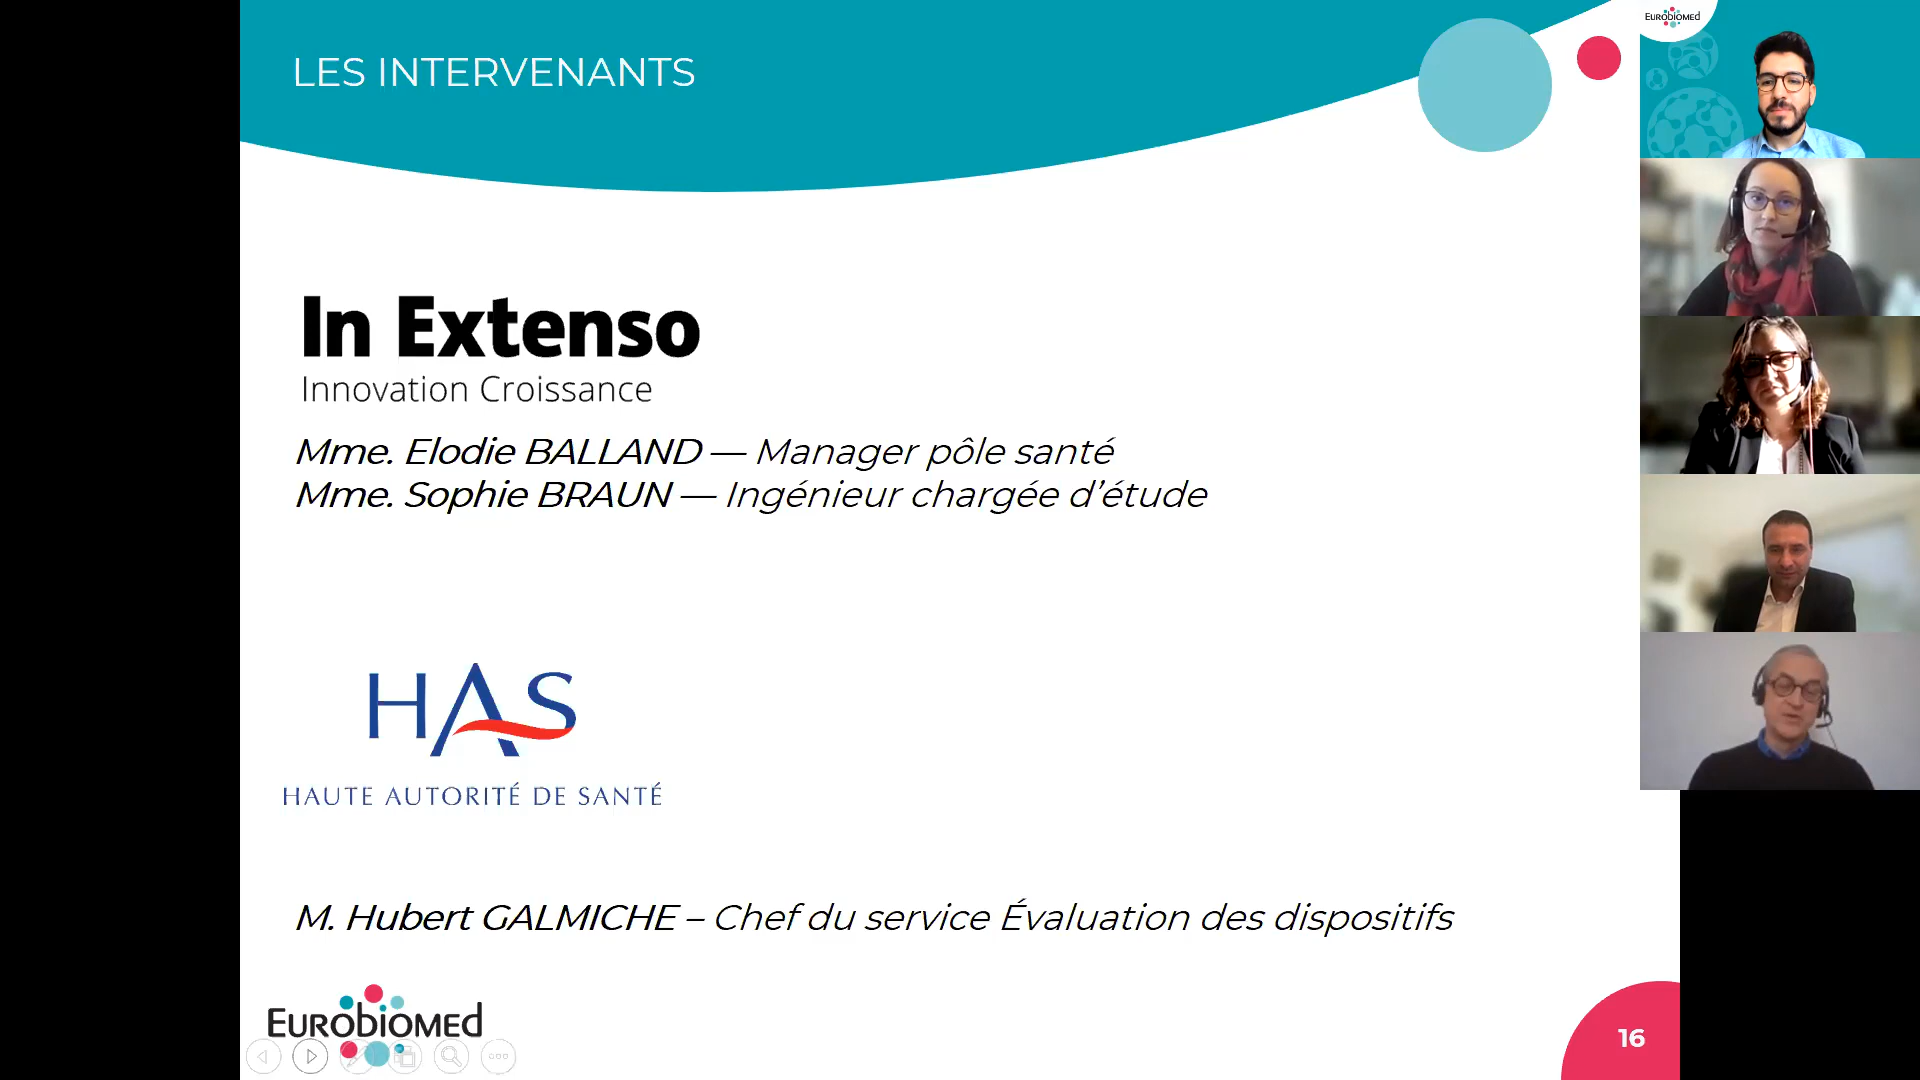 LES INTERVENANTS
Eurobiomed
In Extenso
Innovation Croissance
Mme. Elodie BALLAND — Manager pôle santé
Mme. Sophie BRAUN — Ingénieur chargée d’étude
HAS
HAUTE AUTORITÉ DE SANTÉ
M. Hubert GALMICHE – Chef du service Évaluation des dispositifs
Eurobiomed
16